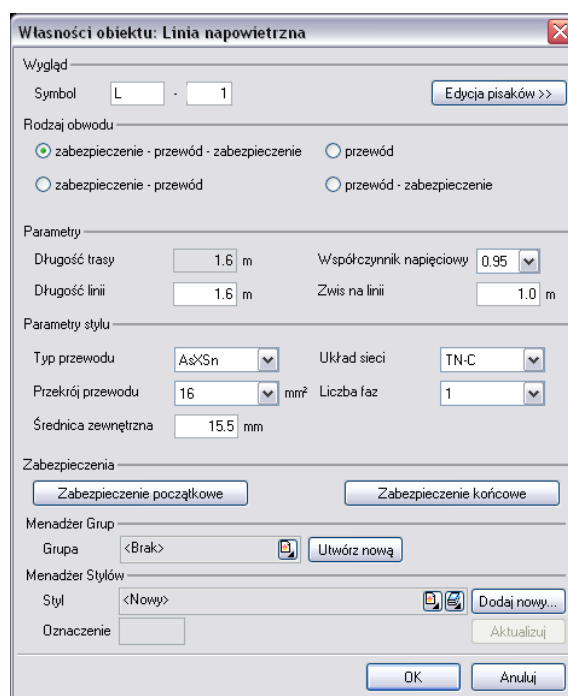 Własności obiektu: Linia napowietrzna
Wygląd
Symbol L - 1 Edycja pisaków >>
Rodzaj obwodu
zabezpieczenie - przewód - zabezpieczenie przewód
zabezpieczenie - przewód przewód - zabezpieczenie
Parametry
Długość trasy 1.6 m Współczynnik napięciowy 0.95
Długość linii 1.6 m Zwis na linii 1.0 m
Parametry stylu
Typ przewodu AsXSn Układ sieci TN-C
Przekrój przewodu 16 mm² Liczba faz 1
Średnica zewnętrzna 15.5 mm
Zabezpieczenia
Zabezpieczenie początkowe Zabezpieczenie końcowe
Menadżer Grup
Grupa <Brak> Utwórz nową
Menadżer Stylów
Styl <Nowy> Dodaj nowy...
Oznaczenie Aktualizuj
OK Anuluj